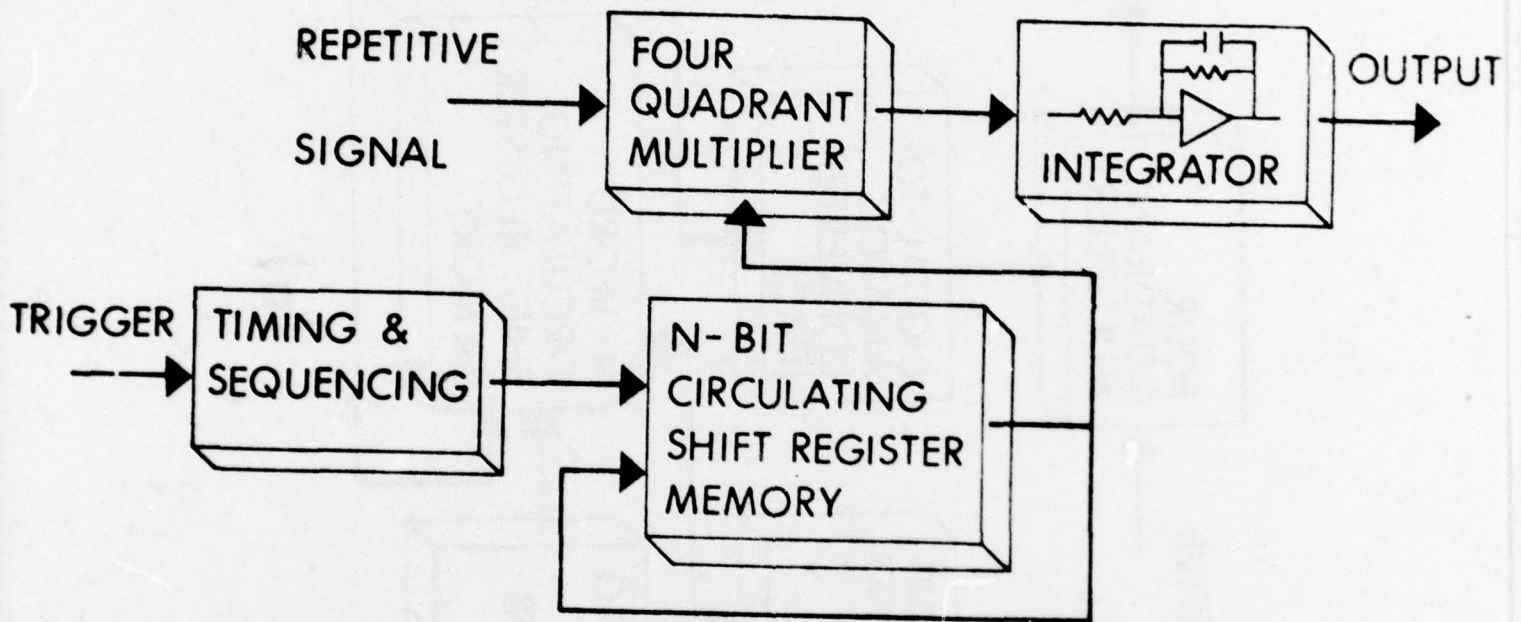 REPETITIVE
SIGNAL
FOUR
QUADRANT
MULTIPLIER
INTEGRATOR
OUTPUT
TRIGGER
TIMING &
SEQUENCING
N-BIT
CIRCULATING
SHIFT REGISTER
MEMORY